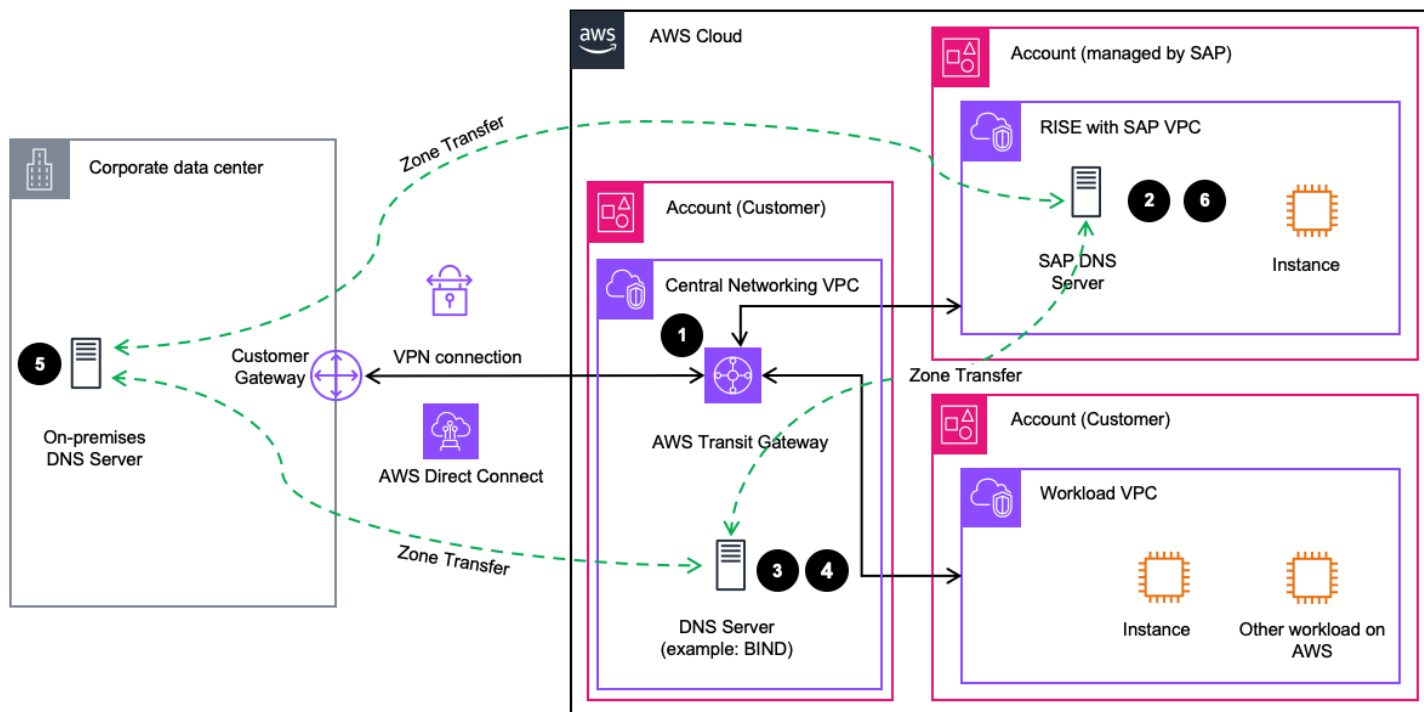 aws
AWS Cloud
Account (managed by SAP)
RISE with SAP VPC
2
6
SAP DNS
Server
Instance
Zone Transfer
Corporate data center
Account (Customer)
Central Networking VPC
1
5
On-premises
DNS Server
Customer
Gateway
VPN connection
AWS Direct Connect
AWS Transit Gateway
Zone Transfer
Zone Transfer
3
4
DNS Server
(example: BIND)
Account (Customer)
Workload VPC
Instance
Other workload on
AWS